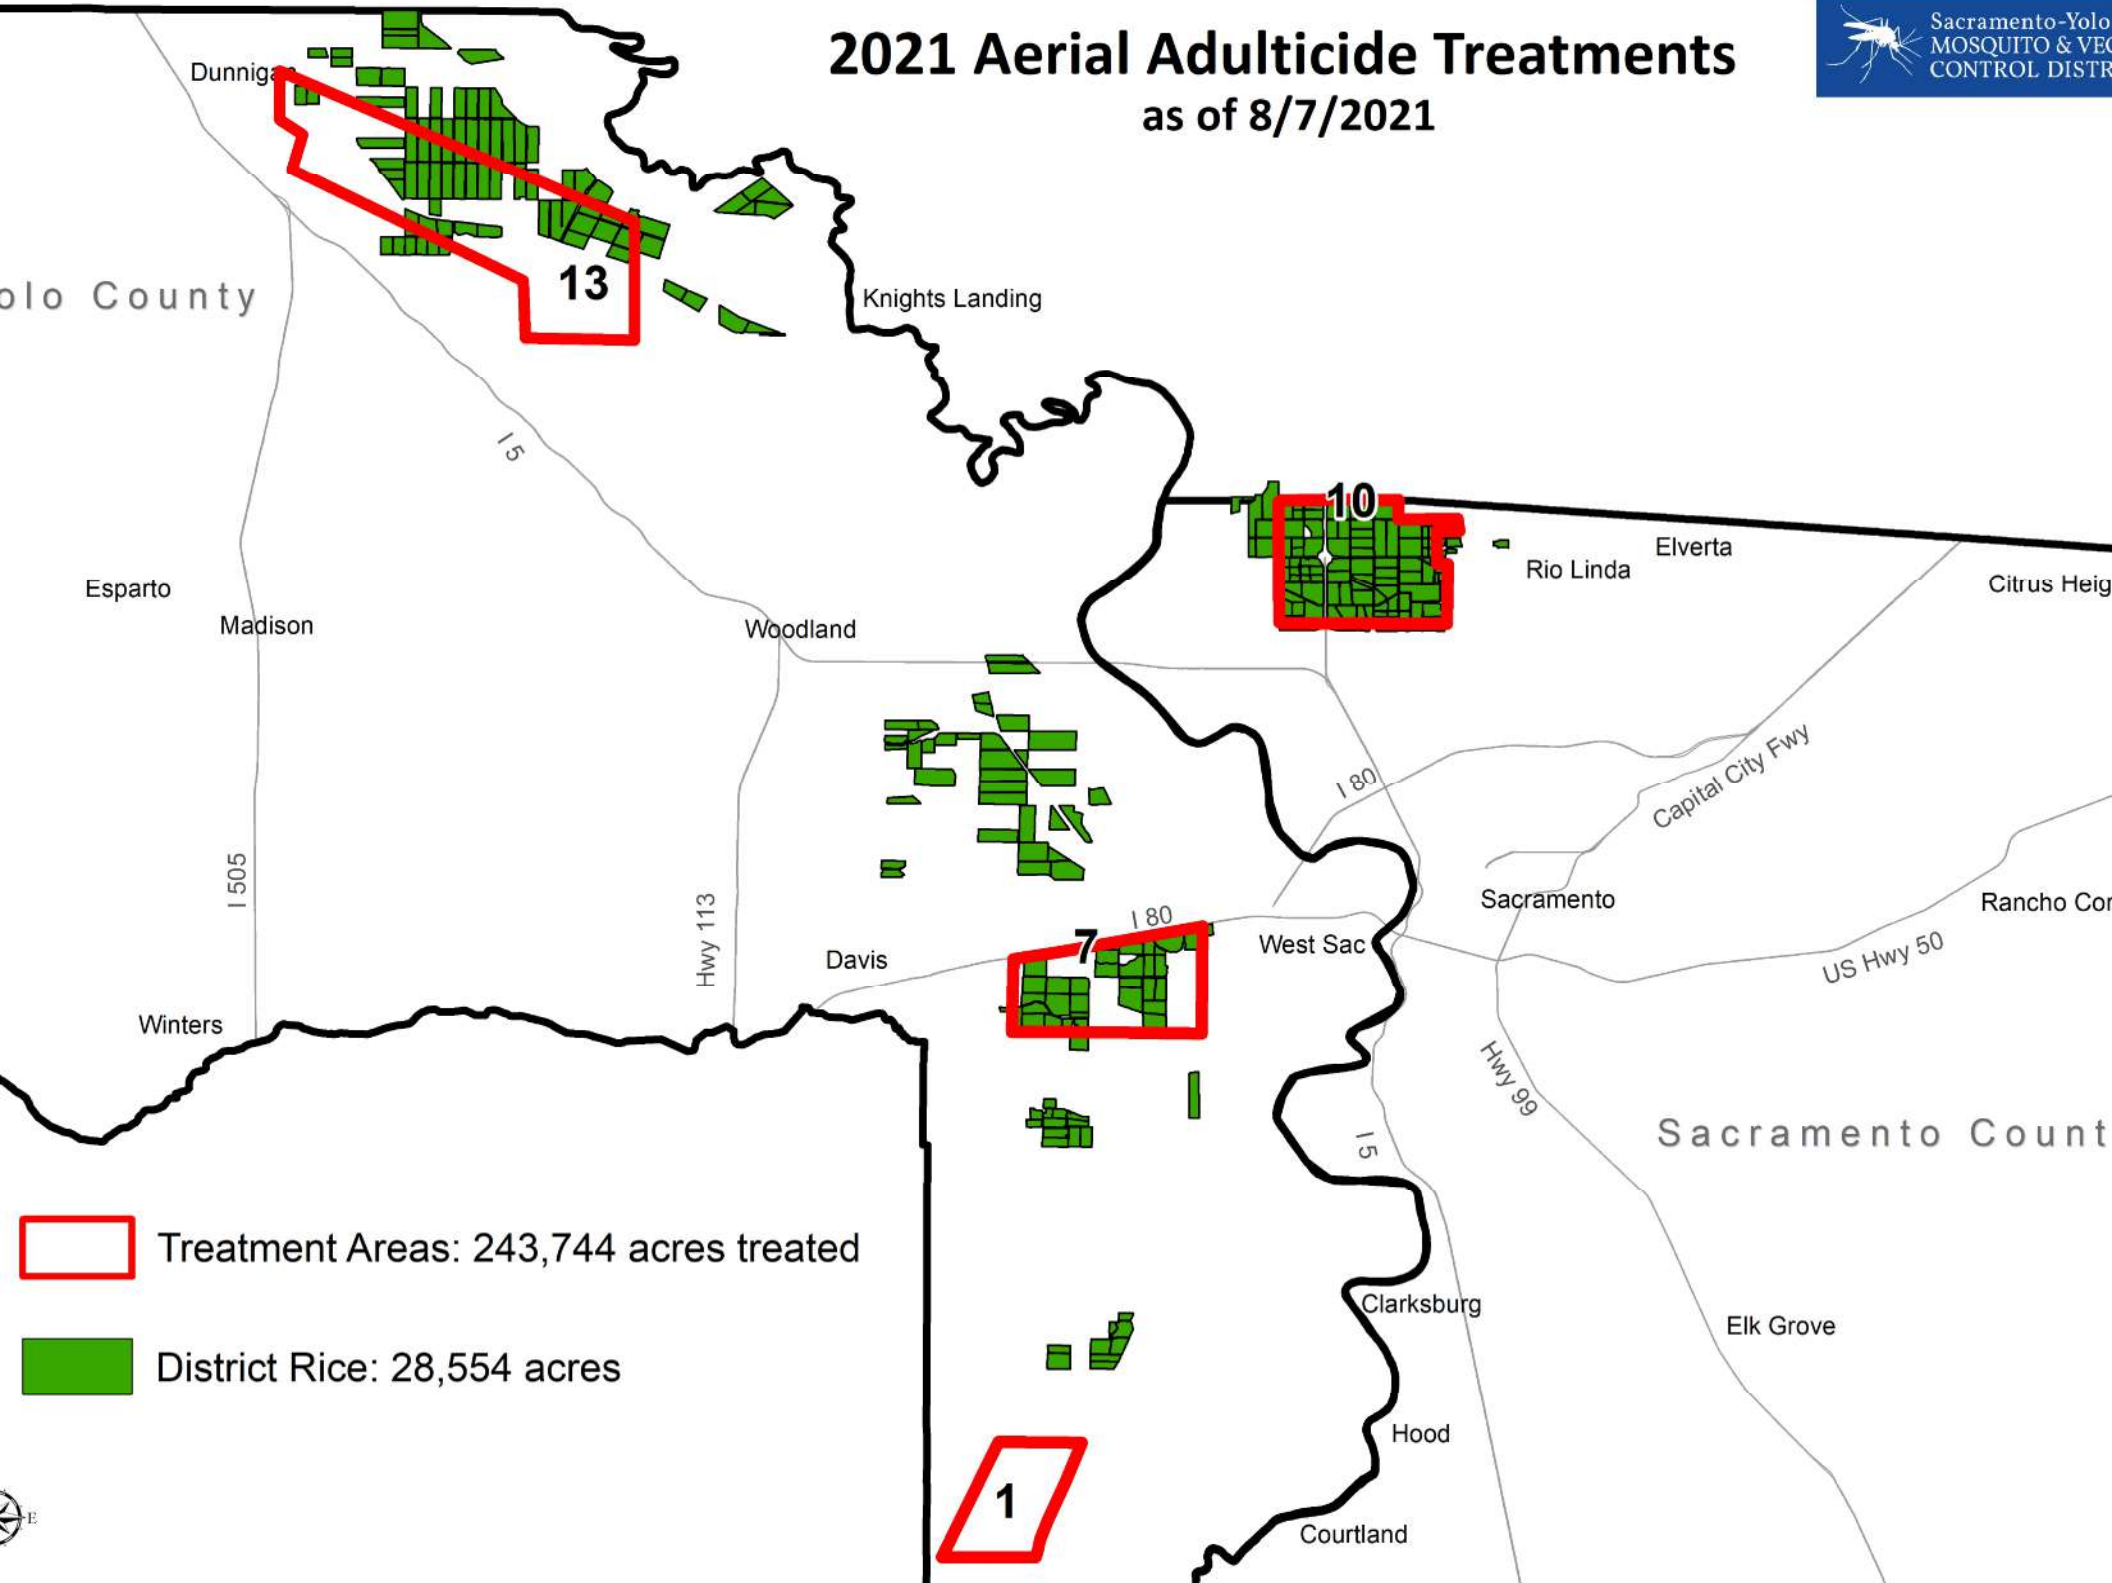 2021 Aerial Adulticide Treatments
as of 8/7/2021
Sacramento-Yolo
MOSQUITO & VEC
CONTROL DISTR
Dunnigan
13
olo County
Knights Landing
I 5
10
Elverta
Rio Linda
Citrus Heig
Esparto
Madison
Woodland
I 80
Capital City Fwy
I 505
Hwy 113
Sacramento
Rancho Cor
I 80
West Sac
7
Davis
US Hwy 50
Winters
Hwy 99
I 5
Sacramento Count
Treatment Areas: 243,744 acres treated
Clarksburg
Elk Grove
District Rice: 28,554 acres
Hood
1
E
Courtland